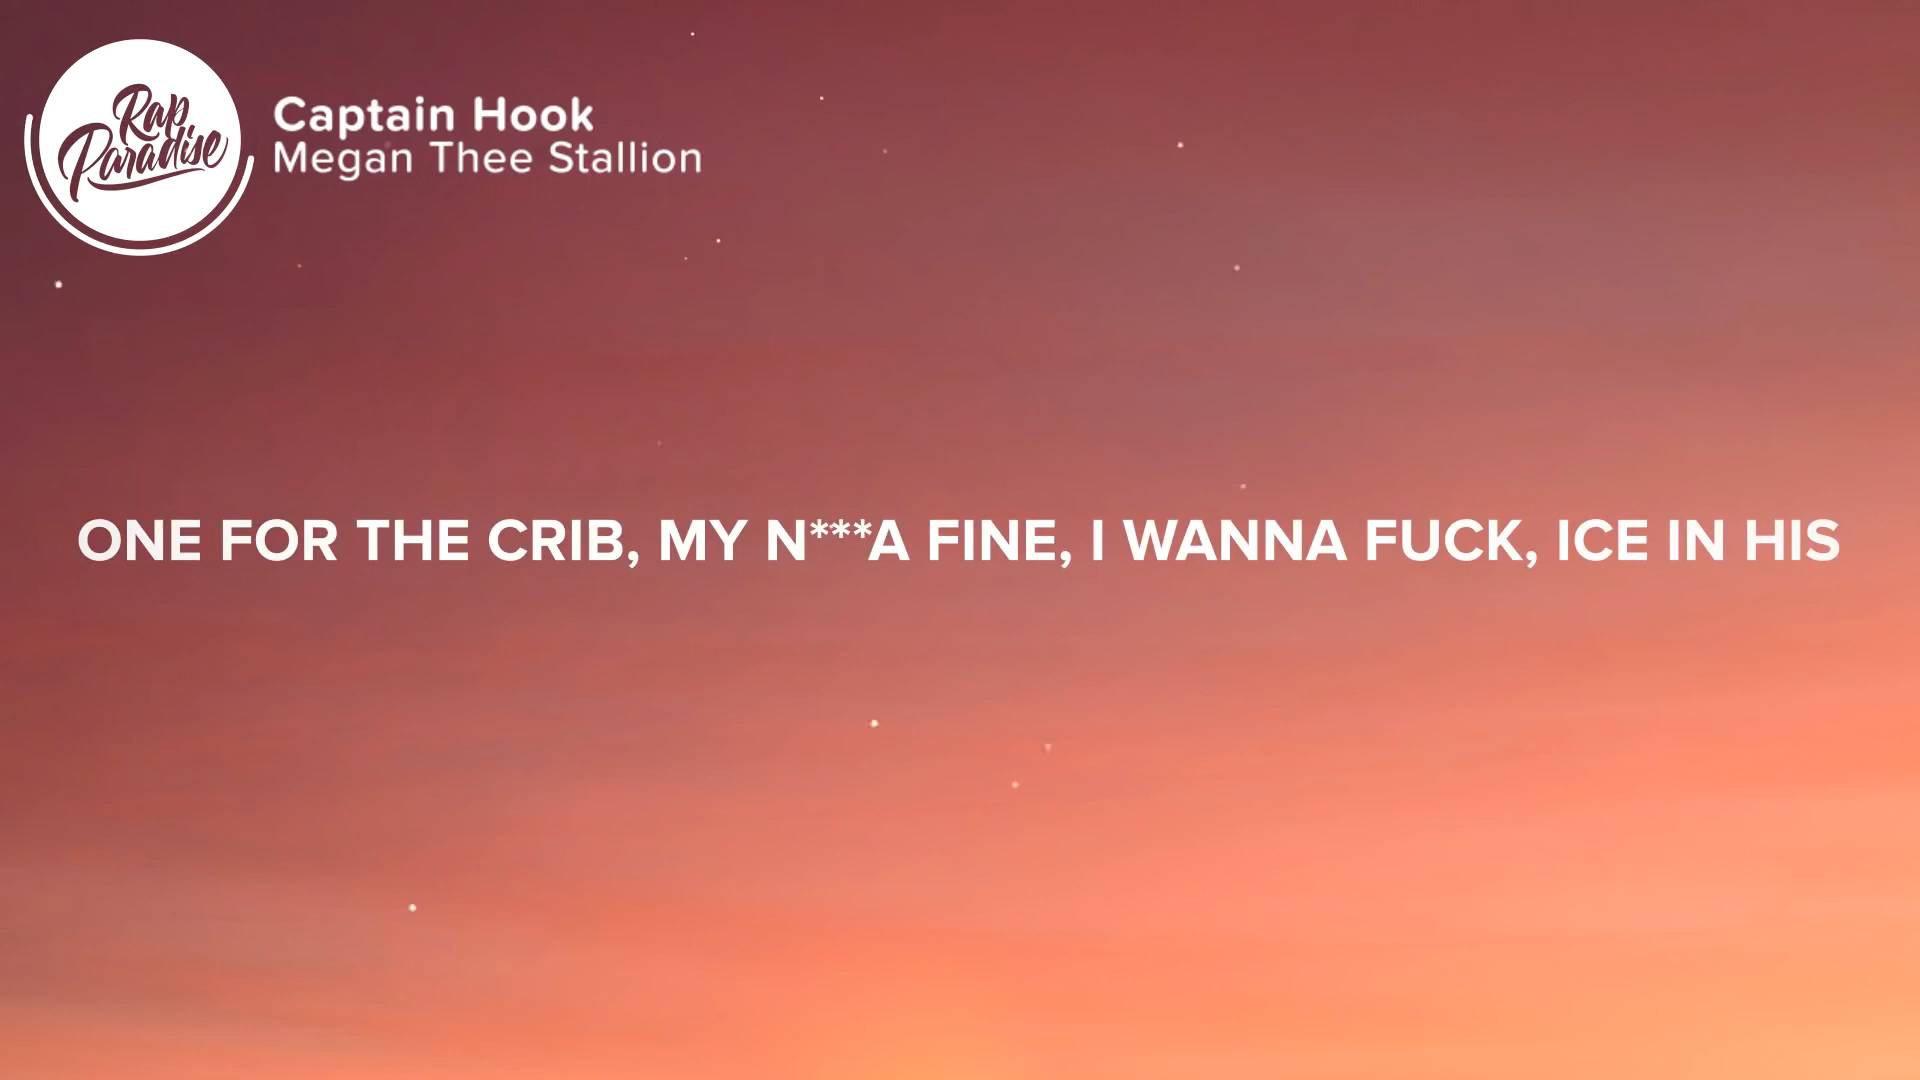 Rap
Paradise
Captain Hook
Megan Thee Stallion
ONE FOR THE CRIB, MY N***A FINE, I WANNA FUCK, ICE IN HIS